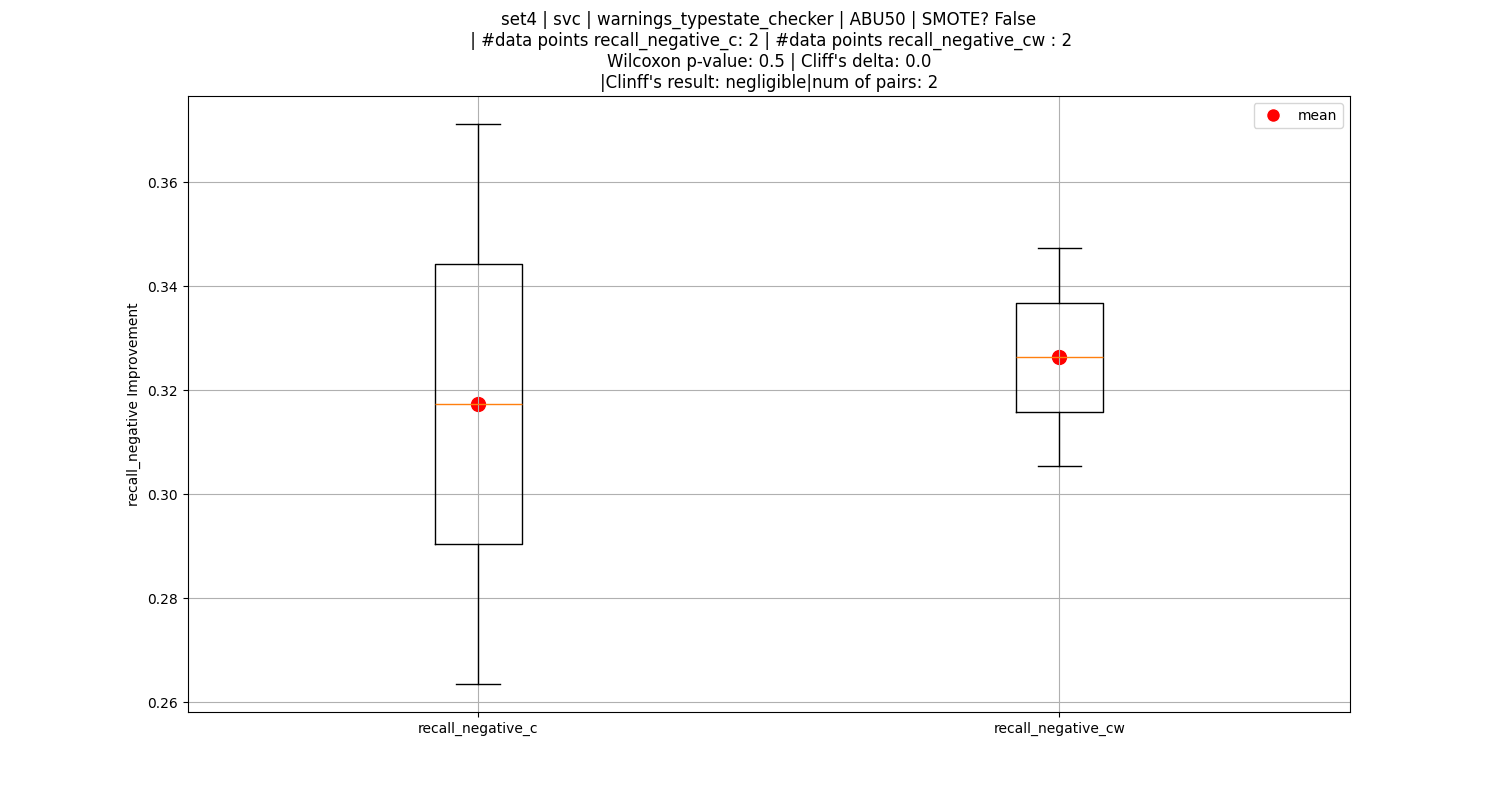 set4 | svc | warnings_typestate_checker | ABU50 | SMOTE? False
| #data points recall_negative_c: 2 | #data points recall_negative_cw : 2
Wilcoxon p-value: 0.5 | Cliff's delta: 0.0
|Clinff's result: negligible|num of pairs: 2
mean
0.36
0.34
0.32
0.30
0.28
0.26
recall_negative Improvement
recall_negative_c
recall_negative_cw